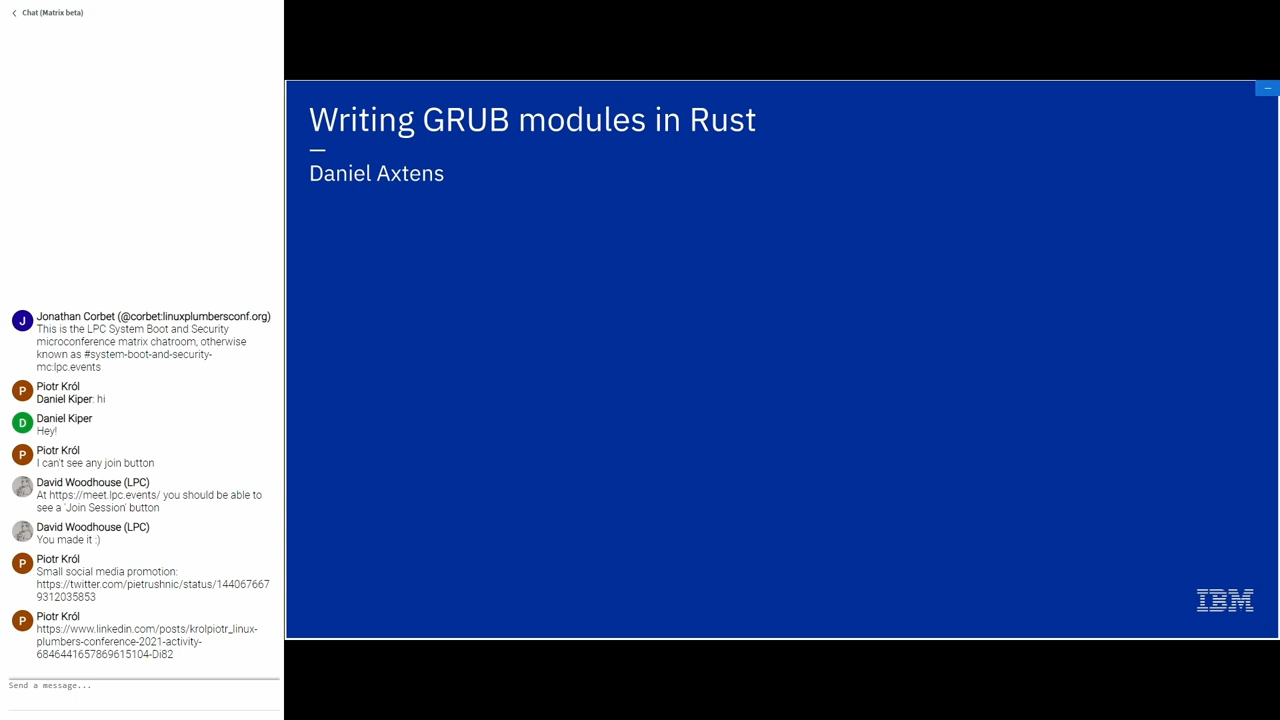 Chat (Matrix beta)
J
Jonathan Corbet (@corbet:linuxplumbersconf.org)
This is the LPC System Boot and Security
microconference matrix chatroom, otherwise
known as #system-boot-and-security-
mc:lpc.events
P
Piotr Król
Daniel Kiper: hi
D
Daniel Kiper
Hey!
P
Piotr Król
I can't see any join button
David Woodhouse (LPC)
At https://meet.lpc.events/ you should be able to
see a 'Join Session' button
David Woodhouse (LPC)
You made it :)
P
Piotr Król
Small social media promotion:
https://twitter.com/pietrushnic/status/144067667
9312035853
P
Piotr Król
https://www.linkedin.com/posts/krolpiotr_linux-
plumbers-conference-2021-activity-
6846441657869615104-Di82
Send a message...
Writing GRUB modules in Rust
Daniel Axtens
IBM